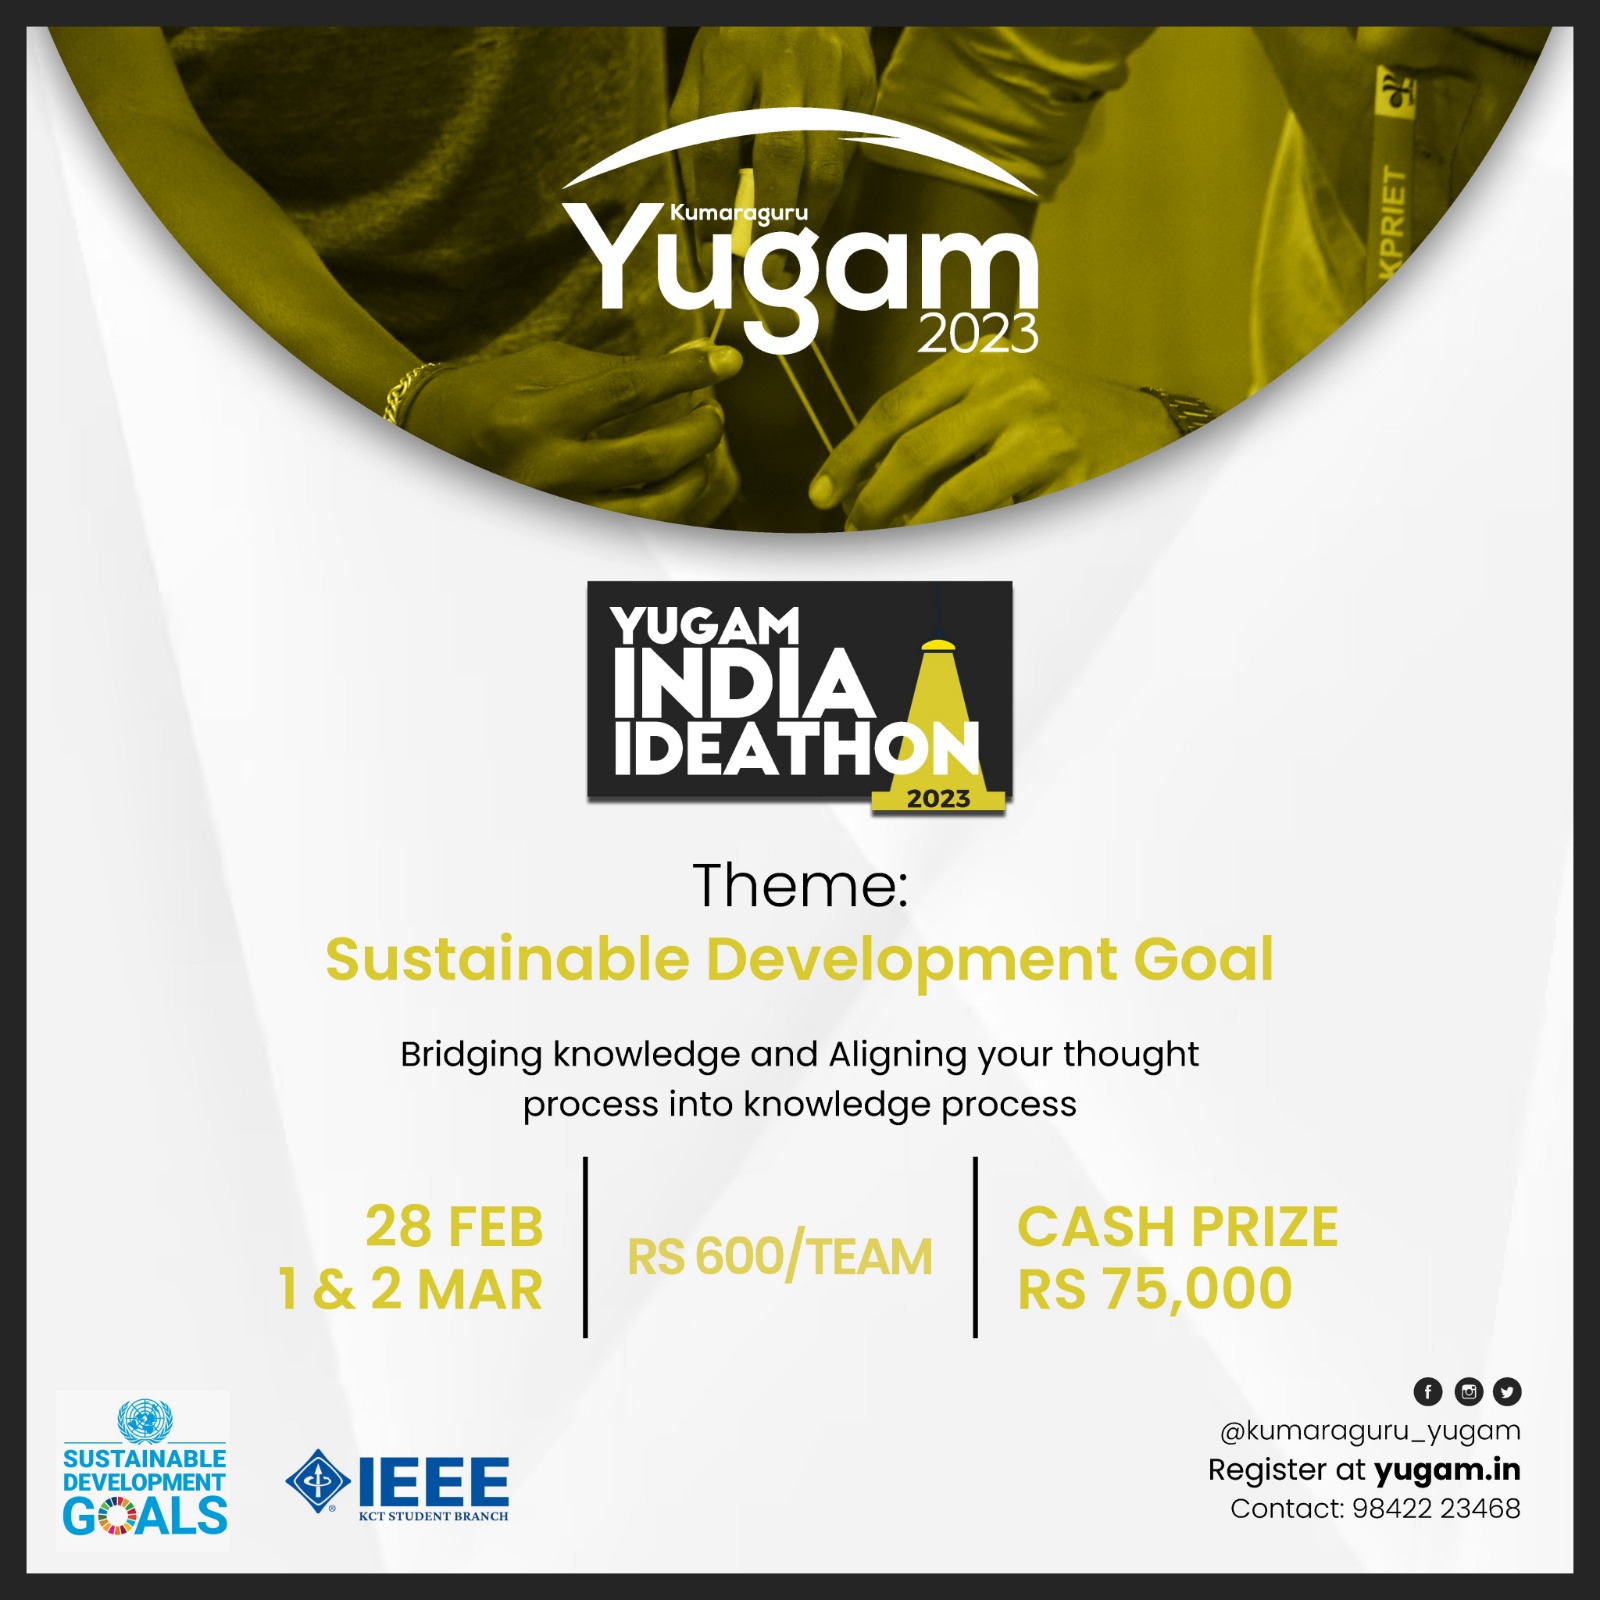 KPRIET
Kumaraguru
Yugam
2023
YUGAM
INDIA
IDEATHON
2023
Theme:
Sustainable Development Goal
Bridging knowledge and Aligning your thought
process into knowledge process
28 FEB
1 & 2 MAR
RS 600/TEAM
CASH PRIZE
RS 75,000
SUSTAINABLE
DEVELOPMENT
GOALS
IEEE
KCT STUDENT BRANCH
@kumaraguru_yugam
Register at yugam.in
Contact: 98422 23468